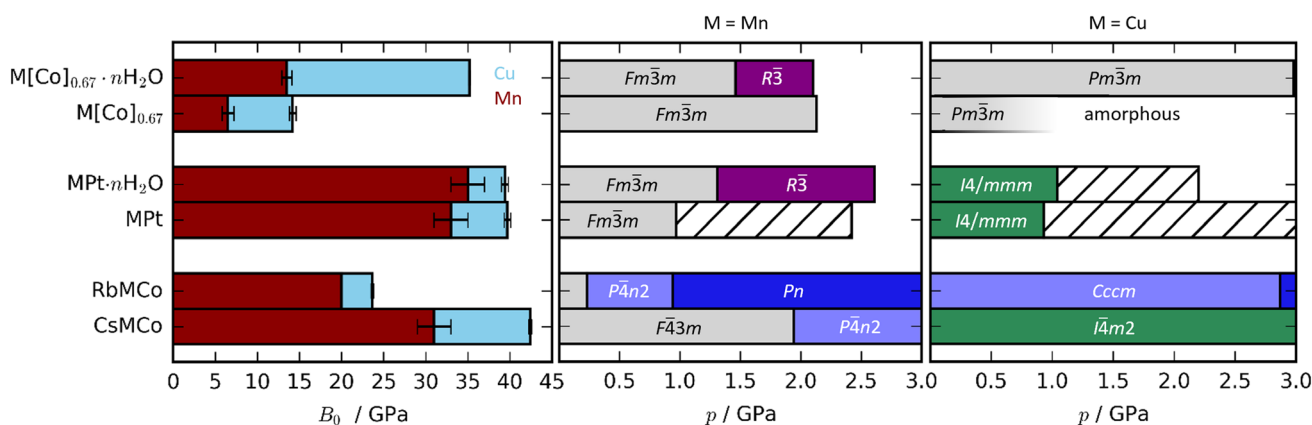 M = Mn
M = Cu
M[Co]₀.₆₇ · nH₂O
Cu
Fm3̄m
R3̄
Pm3̄m
M[Co]₀.₆₇
Mn
Fm3̄m
Pm3̄m
amorphous
MPt·nH₂O
Fm3̄m
R3̄
I4/mmm
MPt
Fm3̄m
I4/mmm
RbMCo
P4̄n2
Pn
Cccm
CsMCo
F4̄3m
P4̄n2
I4̄m2
0 5 10 15 20 25 30 35 40 45
0.5 1.0 1.5 2.0 2.5 3.0
0.5 1.0 1.5 2.0 2.5 3.0
B₀ / GPa
p / GPa
p / GPa